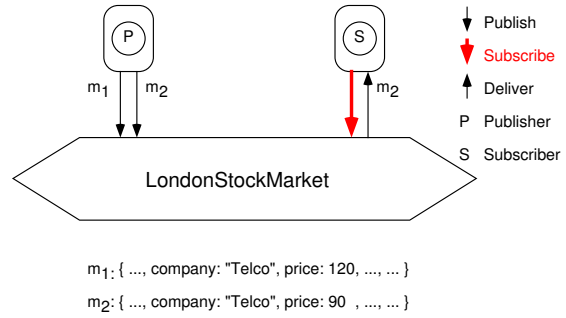 P
S
Publish
Subscribe
Deliver
P Publisher
S Subscriber
m1 m2
m2
LondonStockMarket
m1: { ..., company: "Telco", price: 120, ..., ... }
m2: { ..., company: "Telco", price: 90 , ..., ... }